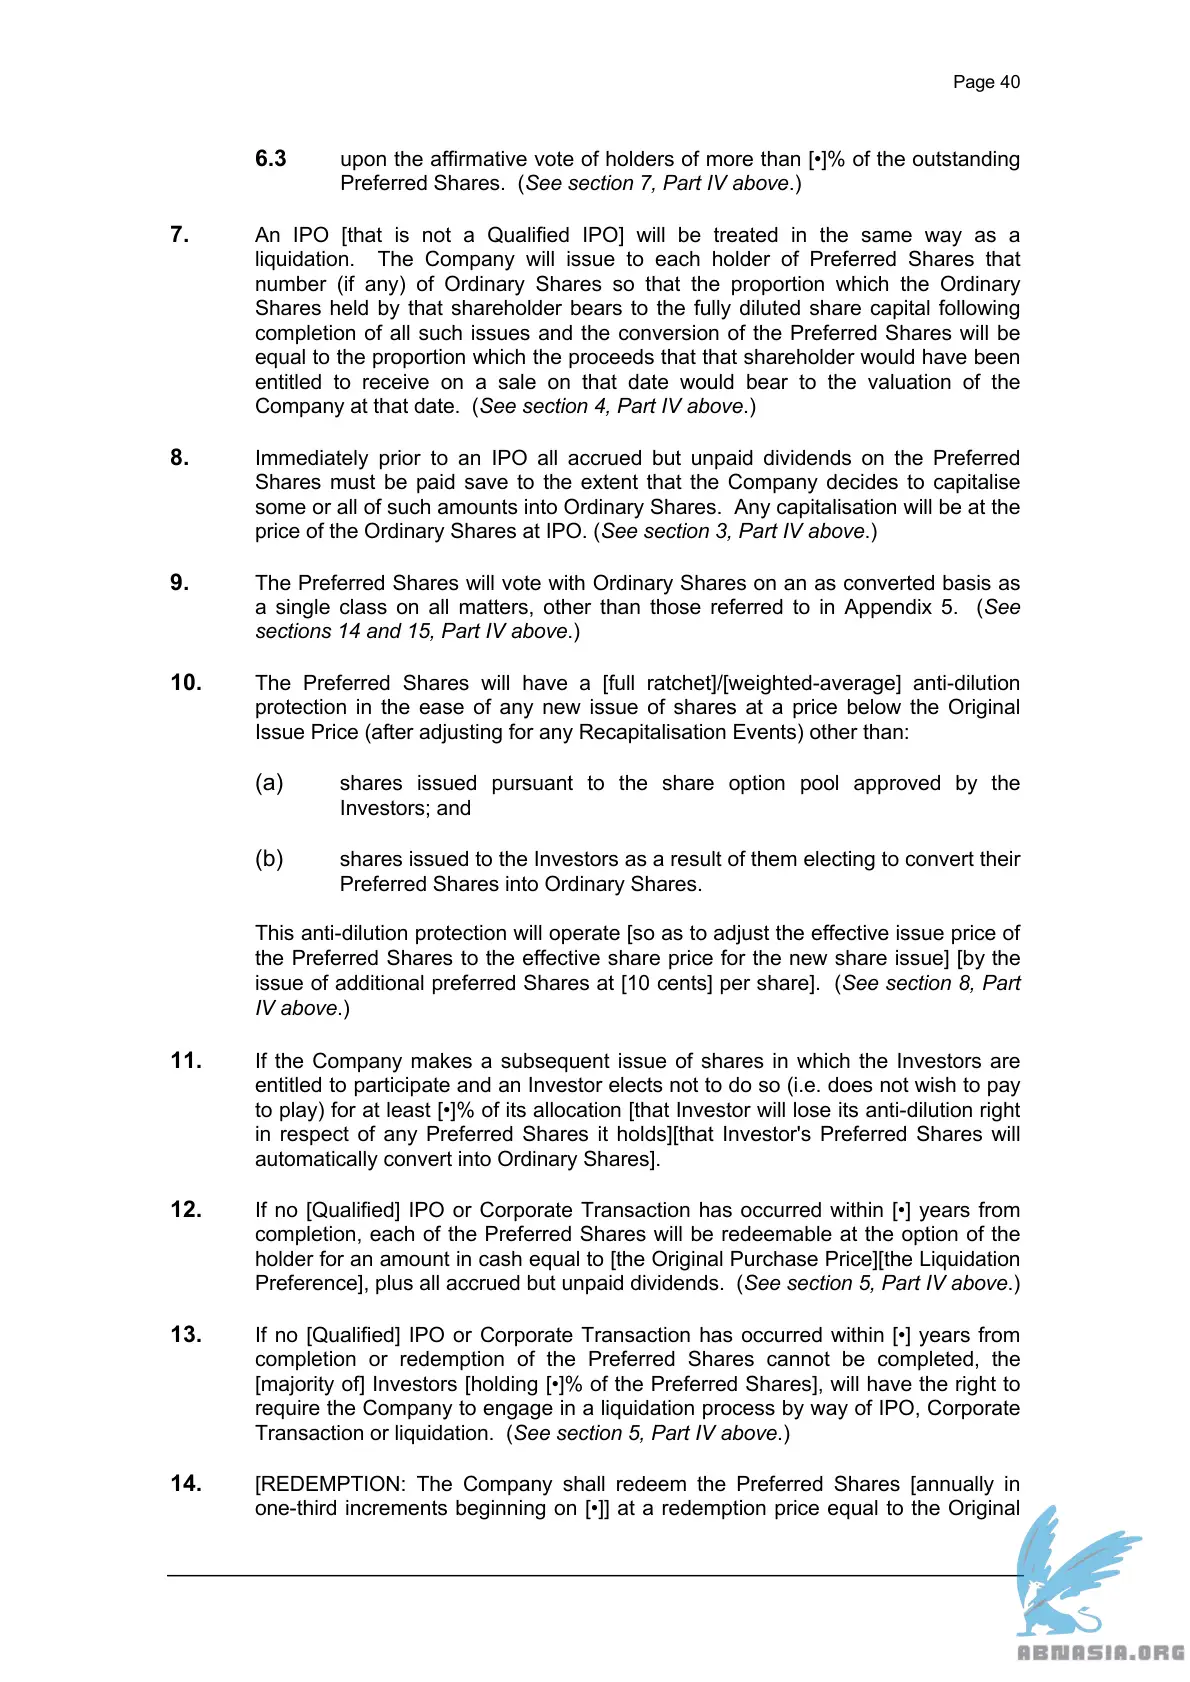 Page 40
6.3 upon the affirmative vote of holders of more than [•]% of the outstanding
Preferred Shares. (See section 7, Part IV above.)
7. An IPO [that is not a Qualified IPO] will be treated in the same way as a
liquidation. The Company will issue to each holder of Preferred Shares that
number (if any) of Ordinary Shares so that the proportion which the Ordinary
Shares held by that shareholder bears to the fully diluted share capital following
completion of all such issues and the conversion of the Preferred Shares will be
equal to the proportion which the proceeds that that shareholder would have been
entitled to receive on a sale on that date would bear to the valuation of the
Company at that date. (See section 4, Part IV above.)
8. Immediately prior to an IPO all accrued but unpaid dividends on the Preferred
Shares must be paid save to the extent that the Company decides to capitalise
some or all of such amounts into Ordinary Shares. Any capitalisation will be at the
price of the Ordinary Shares at IPO. (See section 3, Part IV above.)
9. The Preferred Shares will vote with Ordinary Shares on an as converted basis as
a single class on all matters, other than those referred to in Appendix 5. (See
sections 14 and 15, Part IV above.)
10. The Preferred Shares will have a [full ratchet]/[weighted-average] anti-dilution
protection in the ease of any new issue of shares at a price below the Original
Issue Price (after adjusting for any Recapitalisation Events) other than:
(a) shares issued pursuant to the share option pool approved by the
Investors; and
(b) shares issued to the Investors as a result of them electing to convert their
Preferred Shares into Ordinary Shares.
This anti-dilution protection will operate [so as to adjust the effective issue price of
the Preferred Shares to the effective share price for the new share issue] [by the
issue of additional preferred Shares at [10 cents] per share]. (See section 8, Part
IV above.)
11. If the Company makes a subsequent issue of shares in which the Investors are
entitled to participate and an Investor elects not to do so (i.e. does not wish to pay
to play) for at least [•]% of its allocation [that Investor will lose its anti-dilution right
in respect of any Preferred Shares it holds][that Investor's Preferred Shares will
automatically convert into Ordinary Shares].
12. If no [Qualified] IPO or Corporate Transaction has occurred within [•] years from
completion, each of the Preferred Shares will be redeemable at the option of the
holder for an amount in cash equal to [the Original Purchase Price][the Liquidation
Preference], plus all accrued but unpaid dividends. (See section 5, Part IV above.)
13. If no [Qualified] IPO or Corporate Transaction has occurred within [•] years from
completion or redemption of the Preferred Shares cannot be completed, the
[majority of] Investors [holding [•]% of the Preferred Shares], will have the right to
require the Company to engage in a liquidation process by way of IPO, Corporate
Transaction or liquidation. (See section 5, Part IV above.)
14. [REDEMPTION: The Company shall redeem the Preferred Shares [annually in
one-third increments beginning on [•]] at a redemption price equal to the Original
ABNASIA.ORG